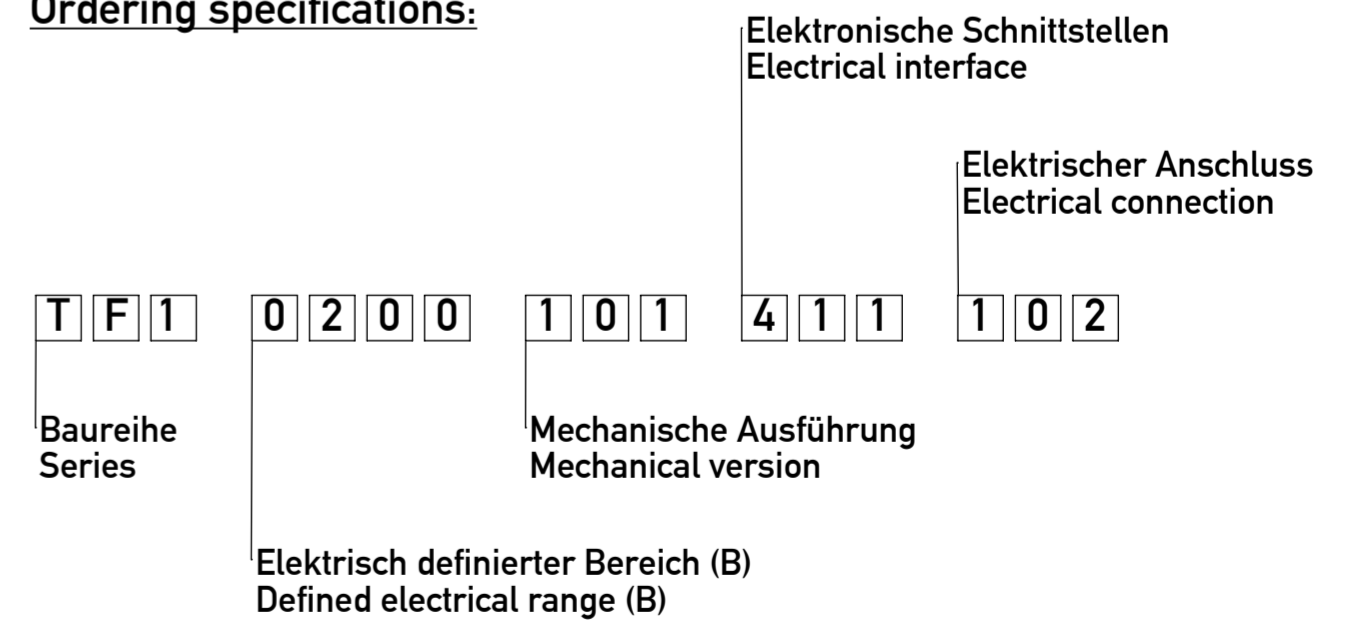 Ordering specifications:
Elektronische Schnittstellen
Electrical interface
Elektrischer Anschluss
Electrical connection
T F 1 0 2 0 0 1 0 1 4 1 1 1 0 2
Baureihe
Series
Mechanische Ausführung
Mechanical version
Elektrisch definierter Bereich (B)
Defined electrical range (B)